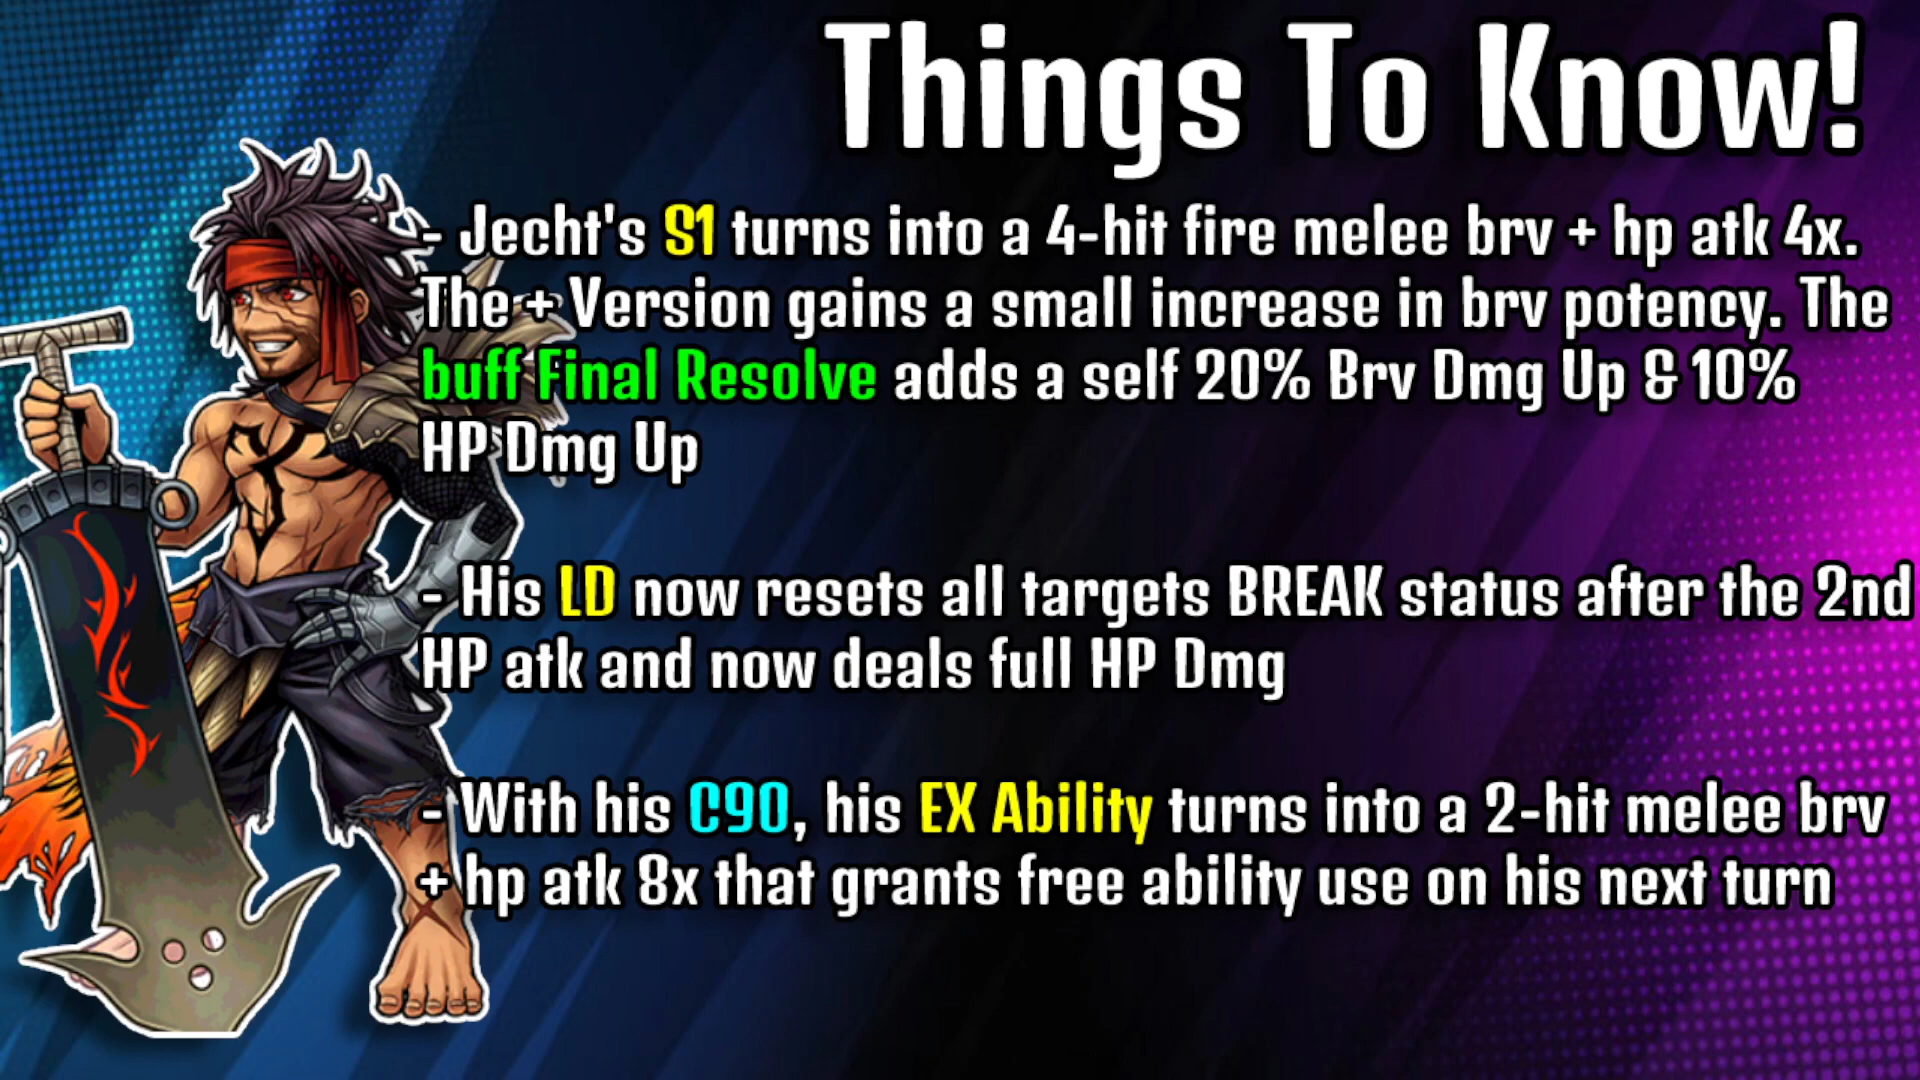 Things To Know!
- Jecht's S1 turns into a 4-hit fire melee brv + hp atk 4x.
The + Version gains a small increase in brv potency. The
buff Final Resolve adds a self 20% Brv Dmg Up & 10%
HP Dmg Up
- His LD now resets all targets BREAK status after the 2nd
HP atk and now deals full HP Dmg
- With his C90, his EX Ability turns into a 2-hit melee brv
+ hp atk 8x that grants free ability use on his next turn